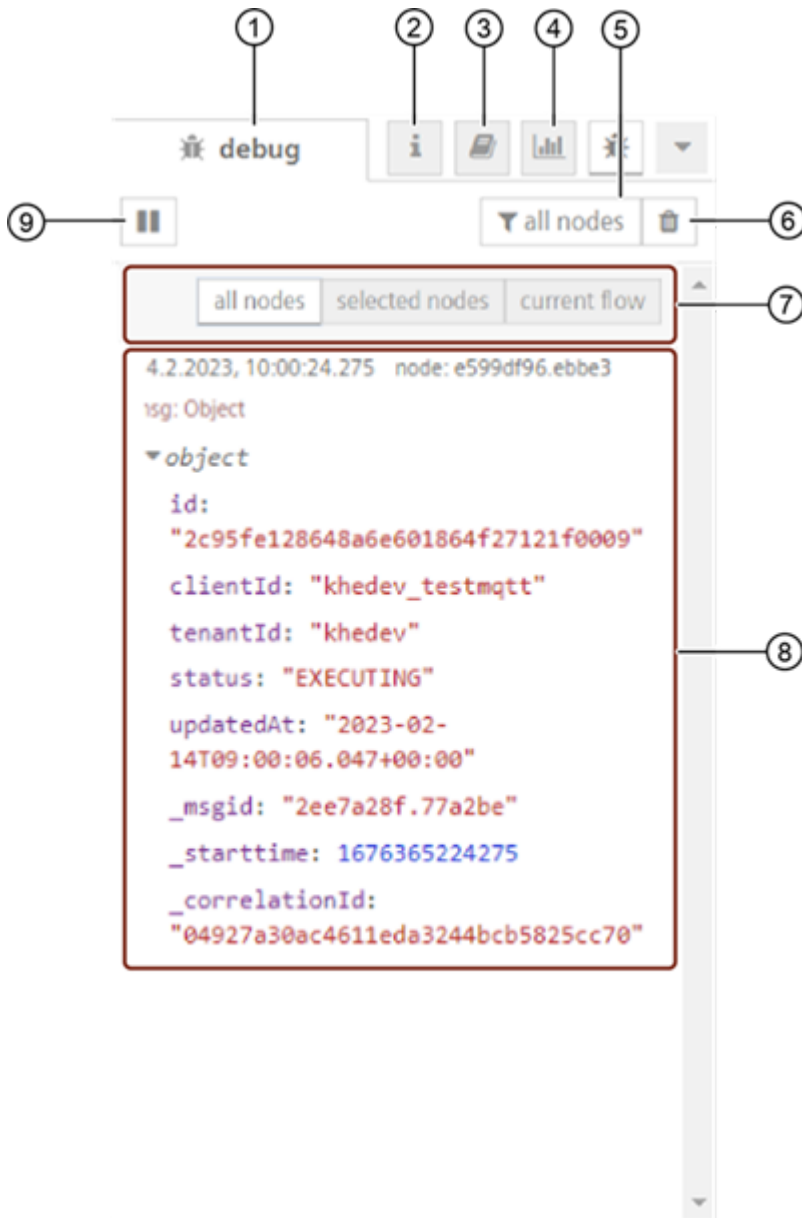 1 2 3 4 5
debug i
9 all nodes 6
all nodes selected nodes current flow 7
4.2.2023, 10:00:24.275 node: e599df96.ebbe3
msg: Object
object
id:
"2c95fe128648a6e601864f27121f0009"
clientId: "khedev_testmqtt"
tenantId: "khedev"
8
status: "EXECUTING"
updatedAt: "2023-02-
14T09:00:06.047+00:00"
_msgid: "2ee7a28f.77a2be"
_starttime: 1676365224275
_correlationId:
"04927a30ac4611eda3244bcb5825cc70"